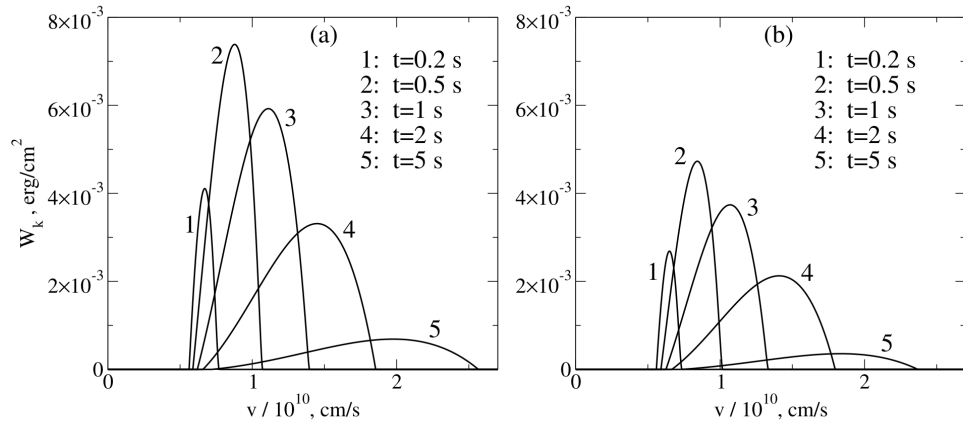 (a)
8×10⁻³
6×10⁻³
4×10⁻³
2×10⁻³
0
W_k , erg/cm²
1: t=0.2 s
2: t=0.5 s
3: t=1 s
4: t=2 s
5: t=5 s
1
2
3
4
5
0 1 2
v / 10¹⁰, cm/s
(b)
8×10⁻³
6×10⁻³
4×10⁻³
2×10⁻³
0
1: t=0.2 s
2: t=0.5 s
3: t=1 s
4: t=2 s
5: t=5 s
1
2
3
4
5
0 1 2
v / 10¹⁰, cm/s